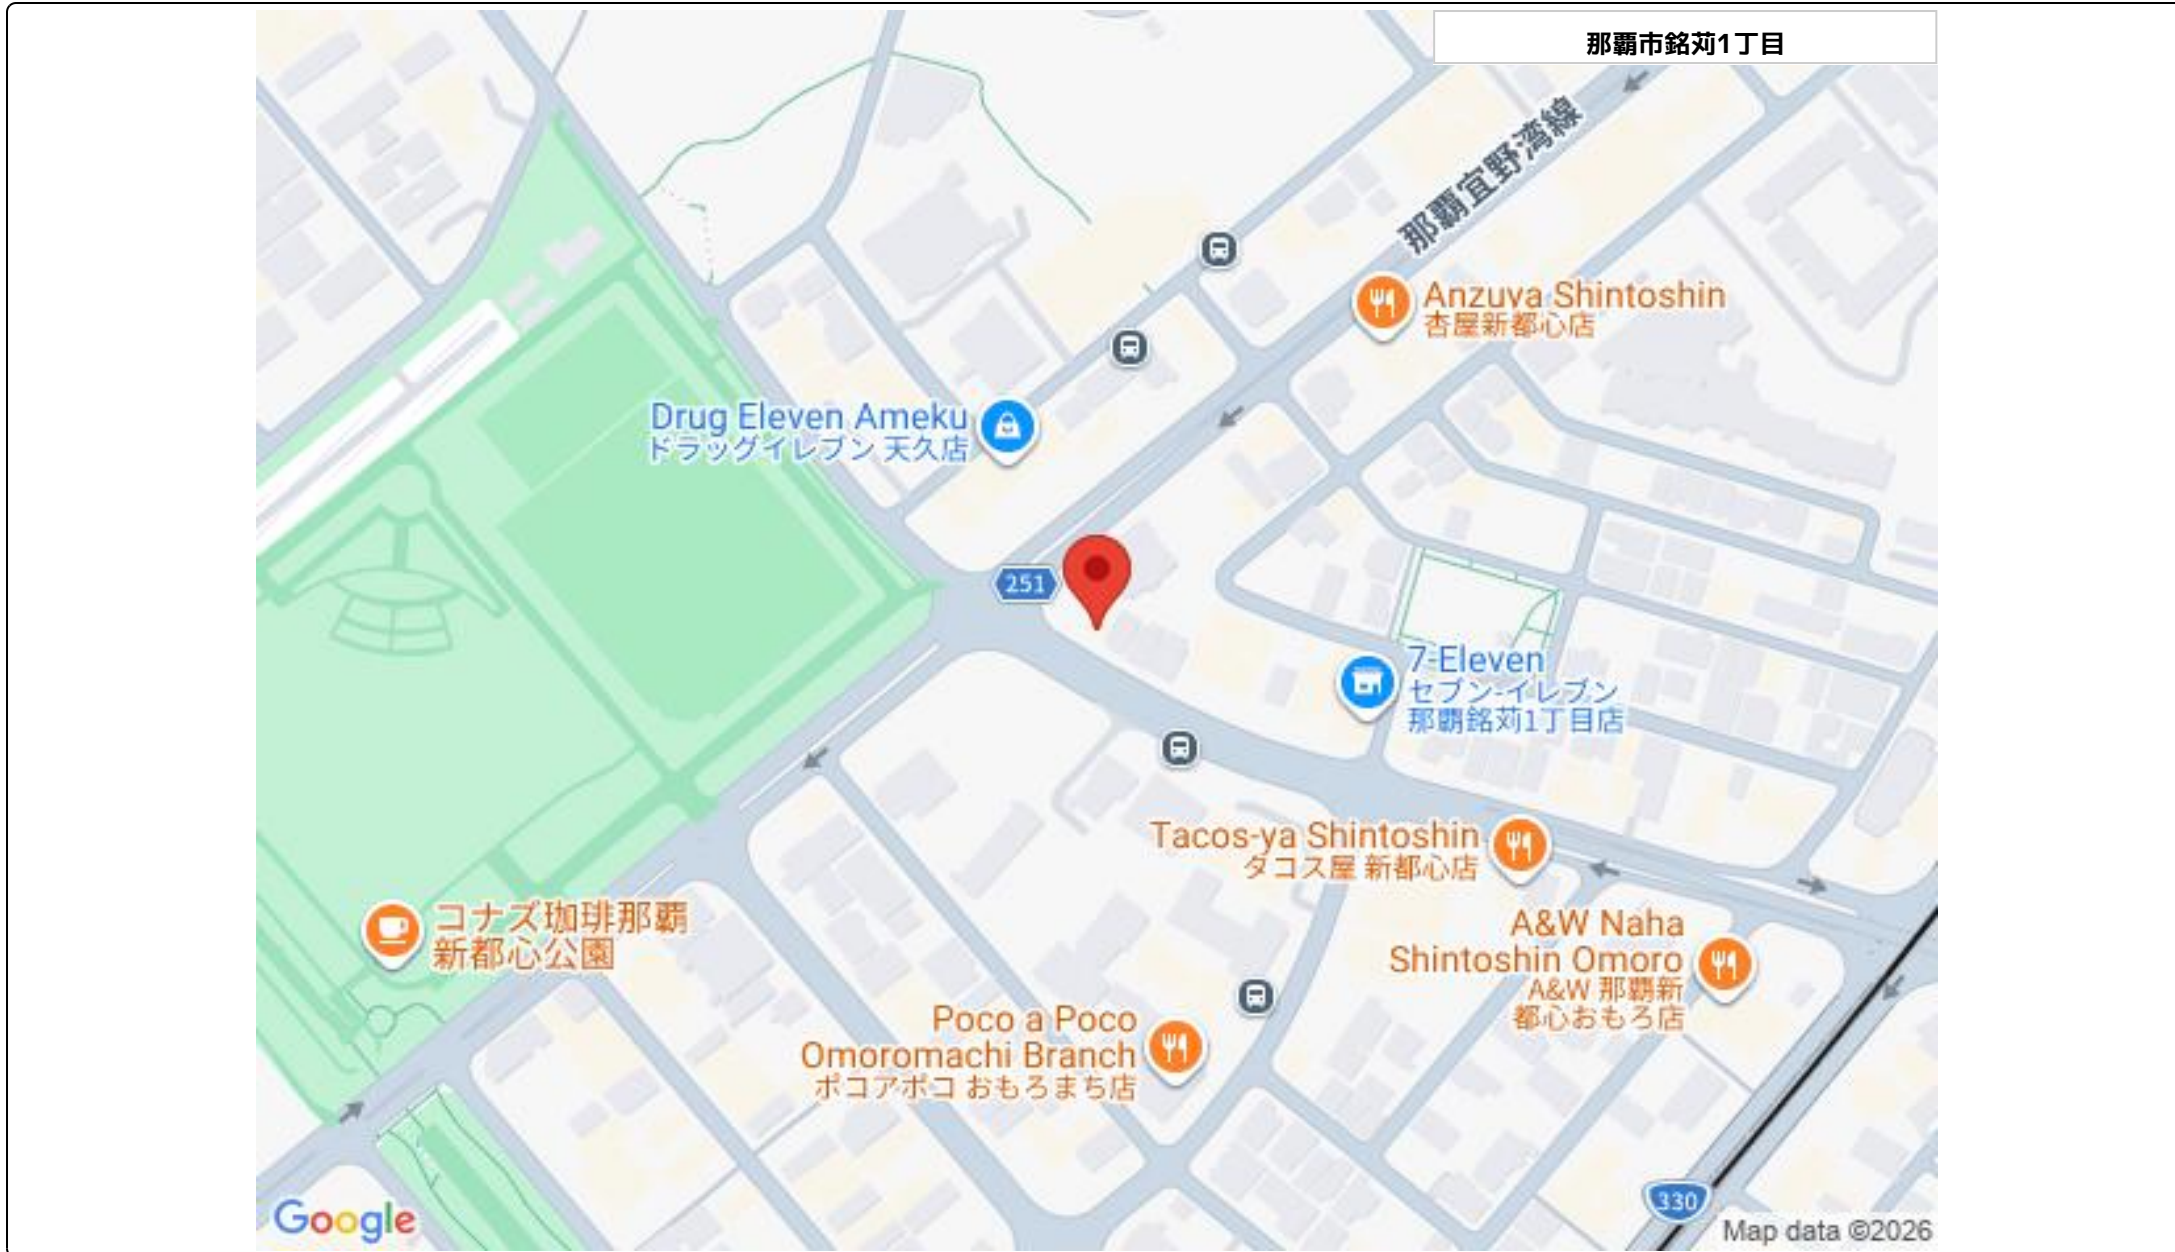 那覇市銘苅1丁目
那覇宜野湾線
Anzuya Shintoshin
杏屋新都心店
Drug Eleven Ameku
ドラッグイレブン 天久店
251
7-Eleven
セブン-イレブン
那覇銘苅1丁目店
Tacos-ya Shintoshin
タコス屋 新都心店
コナズ珈琲那覇
新都心公園
A&W Naha
Shintoshin Omoro
A&W 那覇新
都心おもろ店
Poco a Poco
Omoromachi Branch
ポコアポコ おもろまち店
330
Google
Map data ©2026